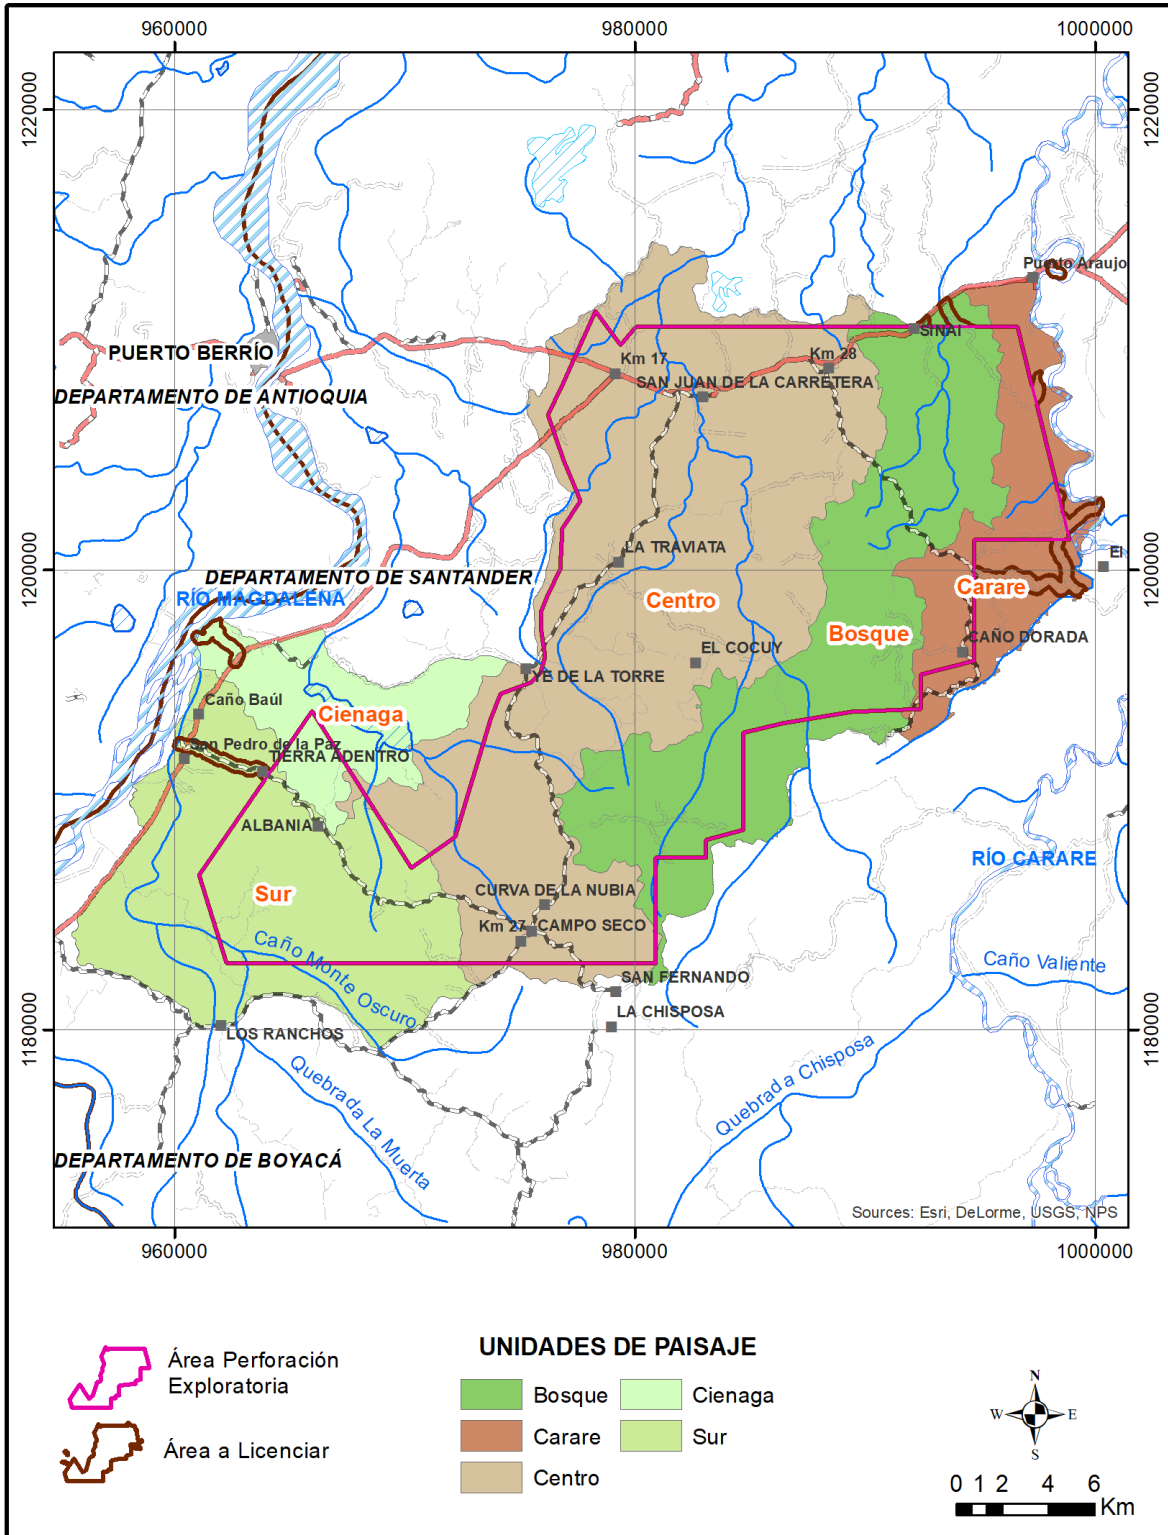 960000 980000 1000000
1220000 1220000
Puerto Araujo
SINAI
PUERTO BERRÍO
Km 17
Km 28
SAN JUAN DE LA CARRETERA
DEPARTAMENTO DE ANTIOQUIA
LA TRAVIATA
El
1200000 1200000
DEPARTAMENTO DE SANTANDER
RÍO MAGDALENA
Centro
Carare
Bosque
CAÑO DORADA
EL COCUY
YE DE LA TORRE
Caño Baúl
Cienaga
San Pedro de la Paz
TIERRA ADENTRO
ALBANIA
RÍO CARARE
Sur
CURVA DE LA NUBIA
Km 27
CAMPO SECO
Caño Monte Oscuro
Caño Valiente
SAN FERNANDO
LA CHISPOSA
1180000 1180000
LOS RANCHOS
Quebrada La Muerta
Quebrada Chisposa
DEPARTAMENTO DE BOYACÁ
Sources: Esri, DeLorme, USGS, NPS
960000 980000 1000000
UNIDADES DE PAISAJE
Área Perforación
Exploratoria
Área a Licenciar
Bosque
Cienaga
Carare
Sur
Centro
N
W E
S
0 1 2 4 6
Km